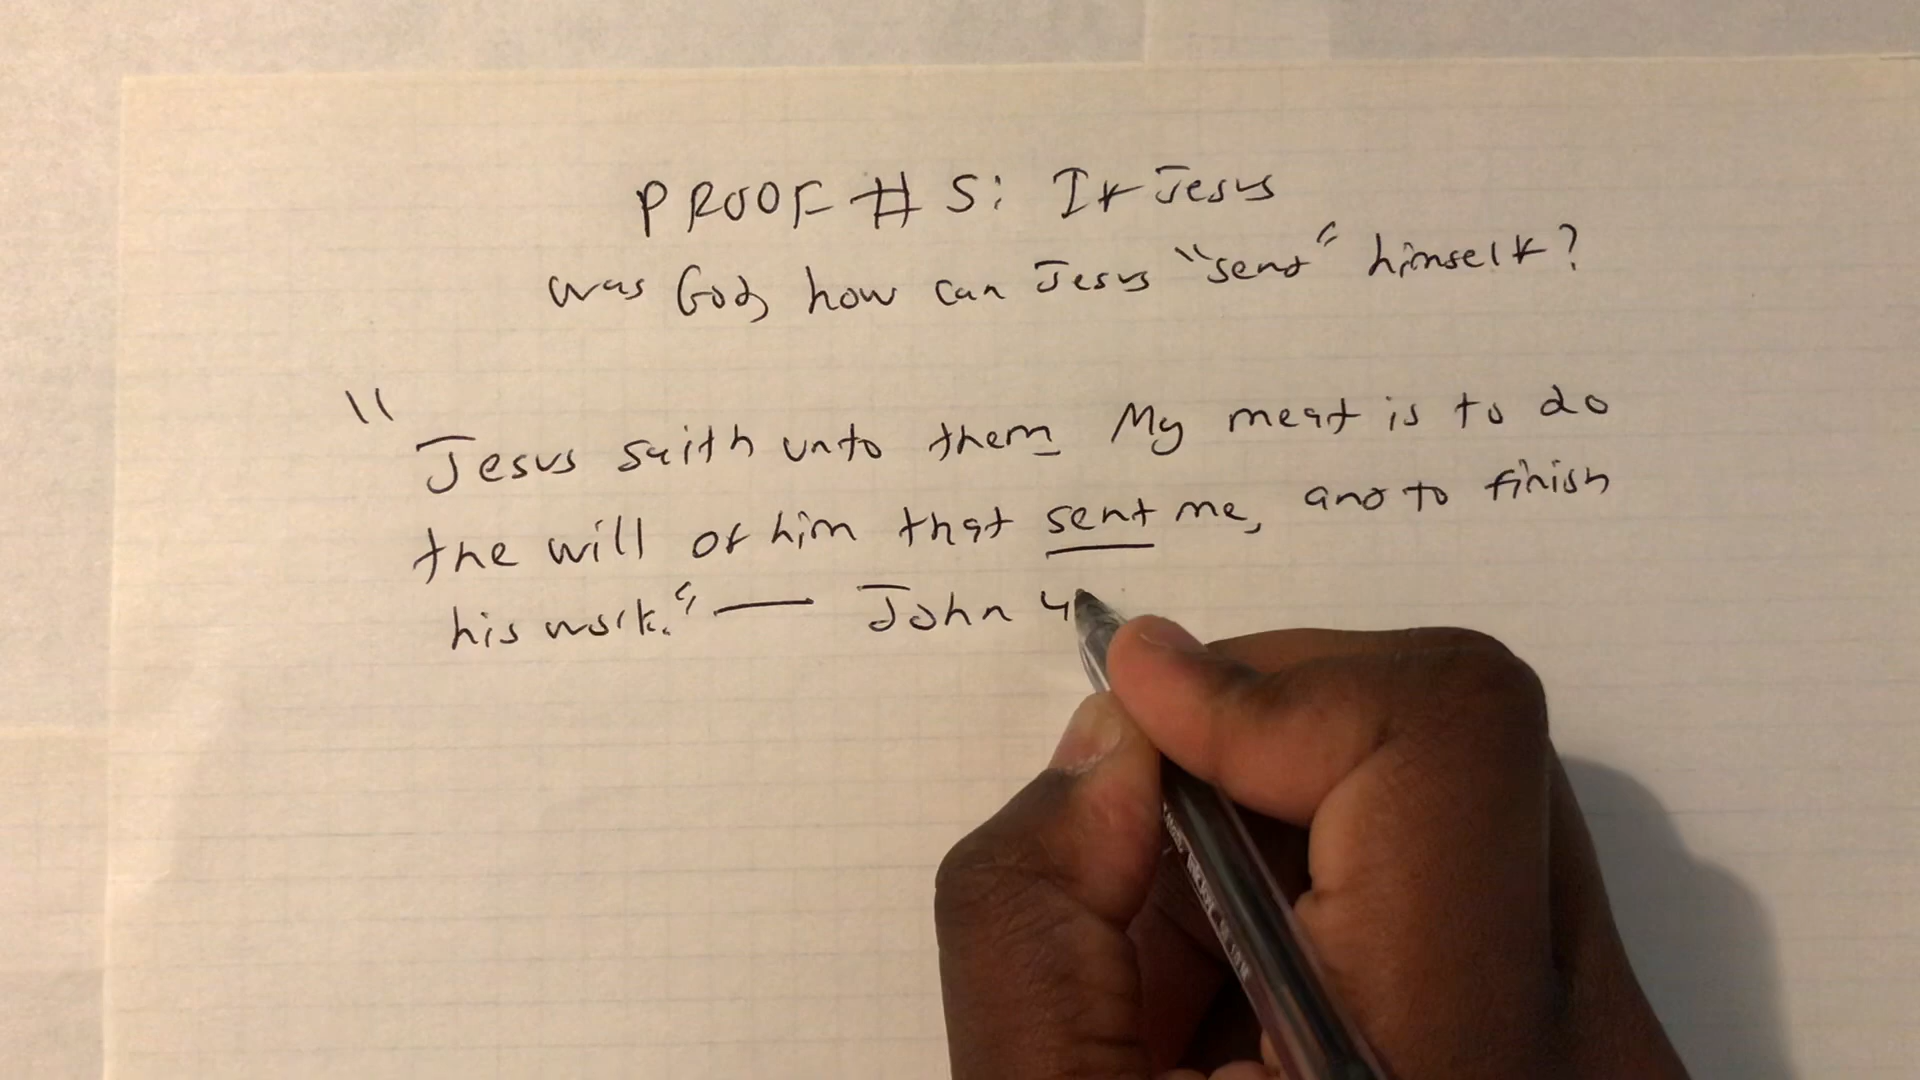 PROOF # 5: If Jesus
was God, how can Jesus "sent" himself?
"Jesus saith unto them My meat is to do
the will of him that sent me, and to finish
his work." — John 4